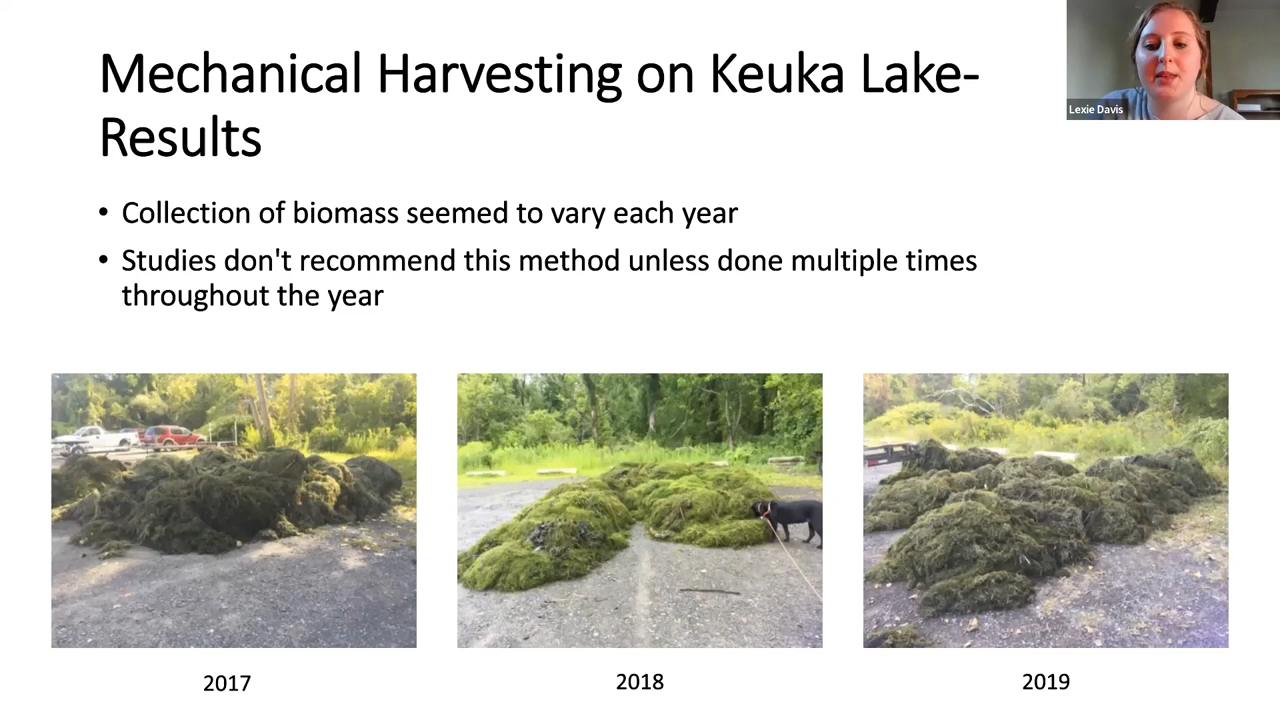 Mechanical Harvesting on Keuka Lake-
Results
Lexie Davis
• Collection of biomass seemed to vary each year
• Studies don't recommend this method unless done multiple times
throughout the year
2017
2018
2019